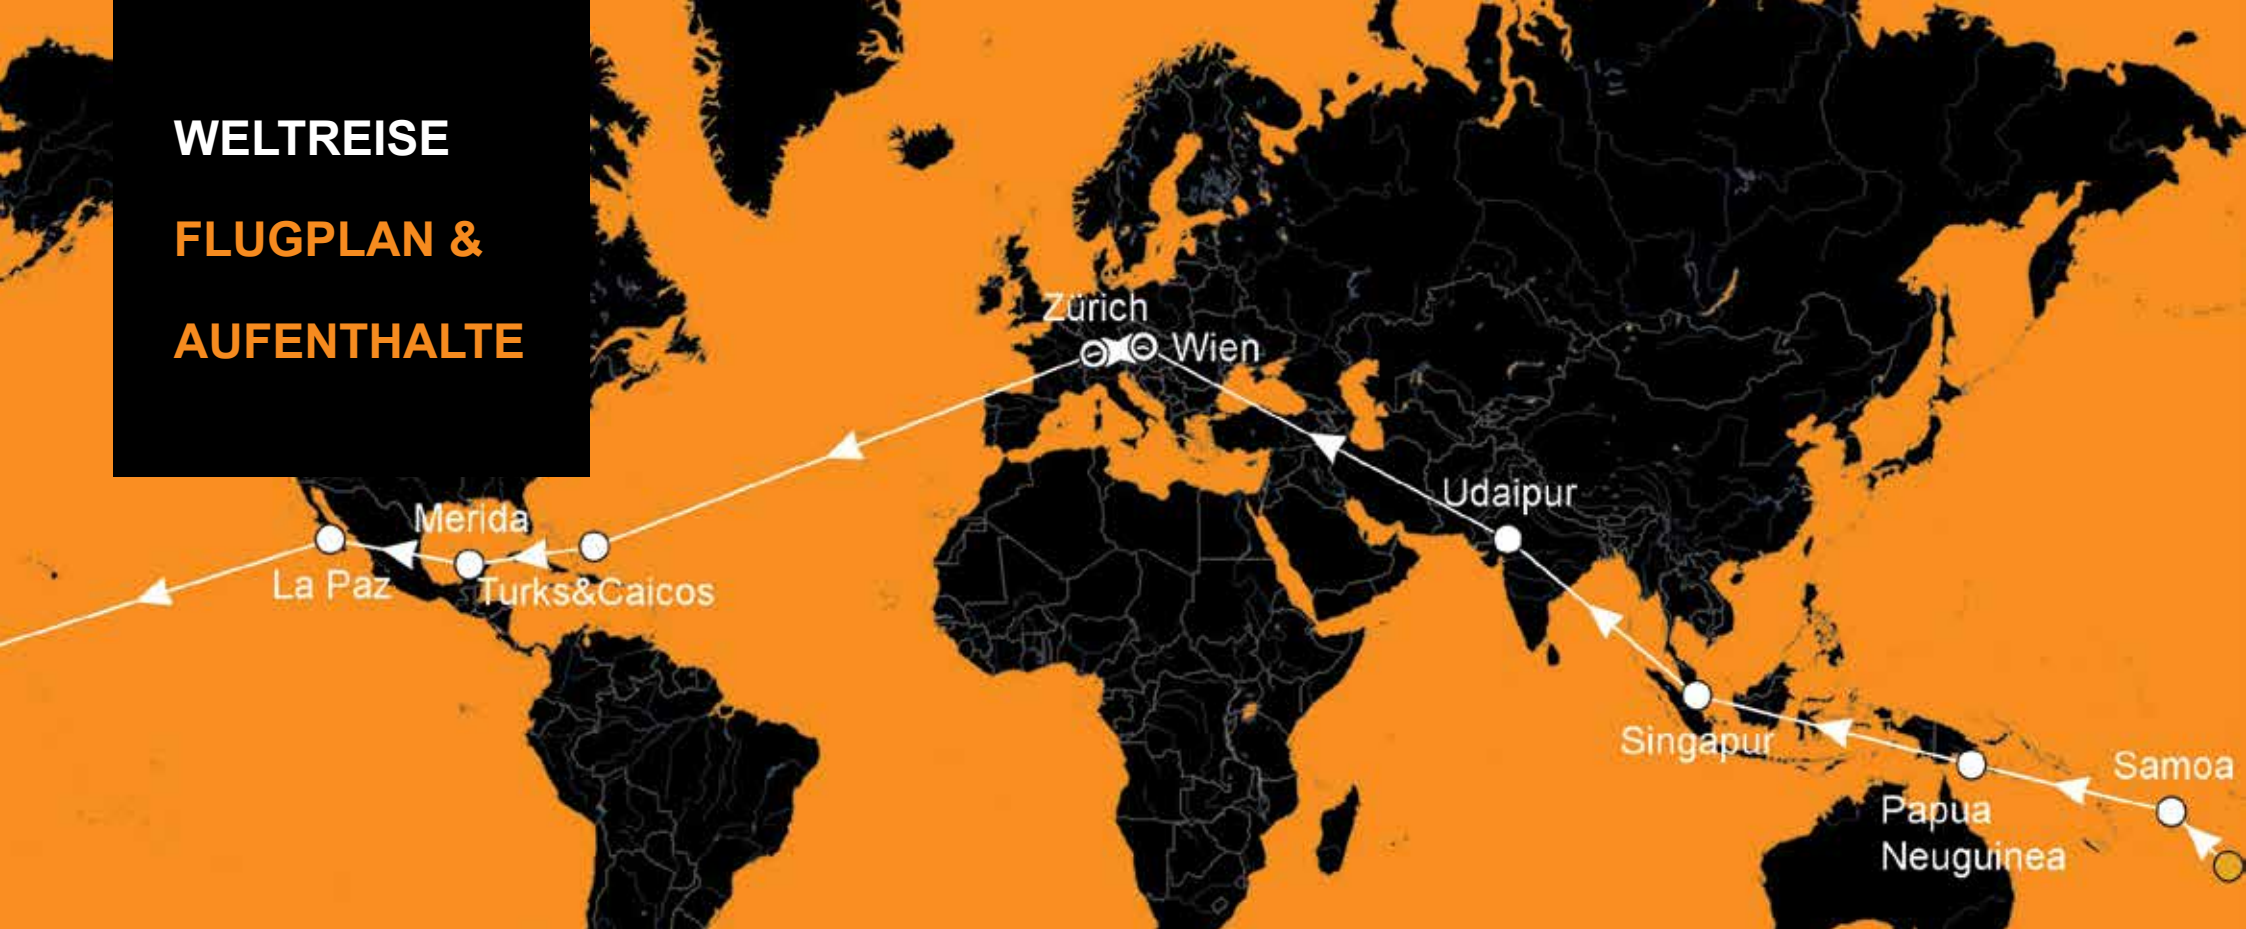 WELTREISE
FLUGPLAN &
AUFENTHALTE
Zürich
Wien
Udaipur
Merida
La Paz
Turks&Caicos
Singapur
Samoa
Papua
Neuguinea